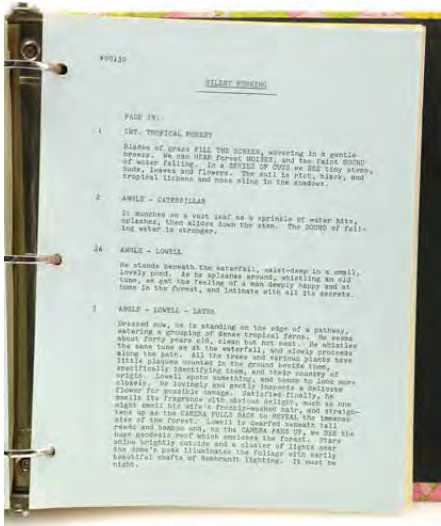 #00130
SILENT RUNNING
FADE IN:
1 INT. TROPICAL FOREST
Blades of grass FILL THE SCREEN, wavering in a gentle
breeze. We can HEAR forest NOISES, and the faint SOUND
of water falling. In a SERIES OF CUTS we SEE tiny stems,
buds, leaves and flowers. The soil is rich, black, and
tropical lichens and moss cling in the shadows.
2 ANGLE - CATERPILLAR
It munches on a vast leaf as a sprinkle of water hits,
splashes, then slides down the stem. The SOUND of fall-
ing water is stronger.
2A ANGLE - LOWELL
He stands beneath the waterfall, waist-deep in a small,
lovely pond. As he splashes around, whistling an old
tune, we get the feeling of a man deeply happy and at
home in the forest, and intimate with all its secrets.
3 ANGLE - LOWELL - LATER
Dressed now, he is standing on the edge of a pathway,
watering a grouping of dense tropical ferns. He seems
about forty years old, clean but not neat. He whistles
the same tune as at the waterfall, and slowly proceeds
along the path. All the trees and various plants have
little plaques mounted in the ground beside them,
specifically identifying them, and their country of
origin. Lowell spots something, and bends to look more
closely. He lovingly and gently inspects a delicate
flower for possible damage. Satisfied finally, he
smells its fragrance with obvious delight, much as one
might smell his wife's freshly-washed hair, and straigh-
tens up as the CAMERA PULLS BACK to REVEAL the immense
size of the forest. Lowell is dwarfed beneath tall
reeds and bamboo and, as the CAMERA PANS UP, we SEE the
huge geodesic roof which encloses the forest. Stars
shine brightly outside and a cluster of lights near
the dome's peak illuminates the foliage with eerily
beautiful shafts of Rembrandt lighting. It must be
night.